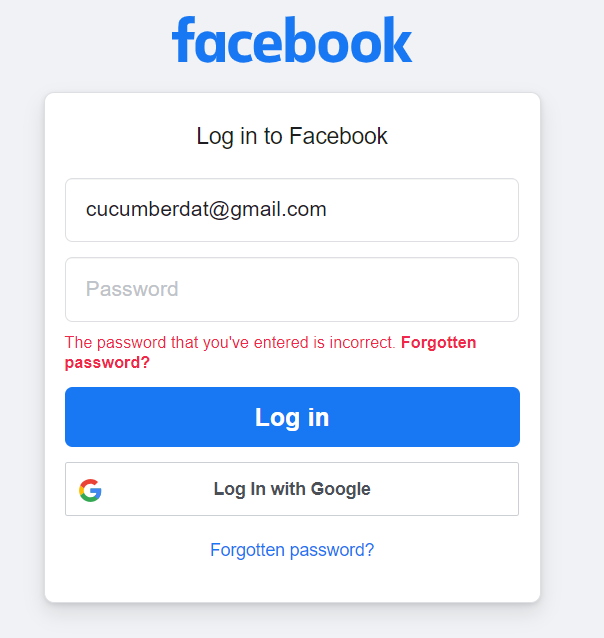 facebook
Log in to Facebook
cucumberdat@gmail.com
Password
The password that you've entered is incorrect. Forgotten
password?
Log in
Log In with Google
Forgotten password?